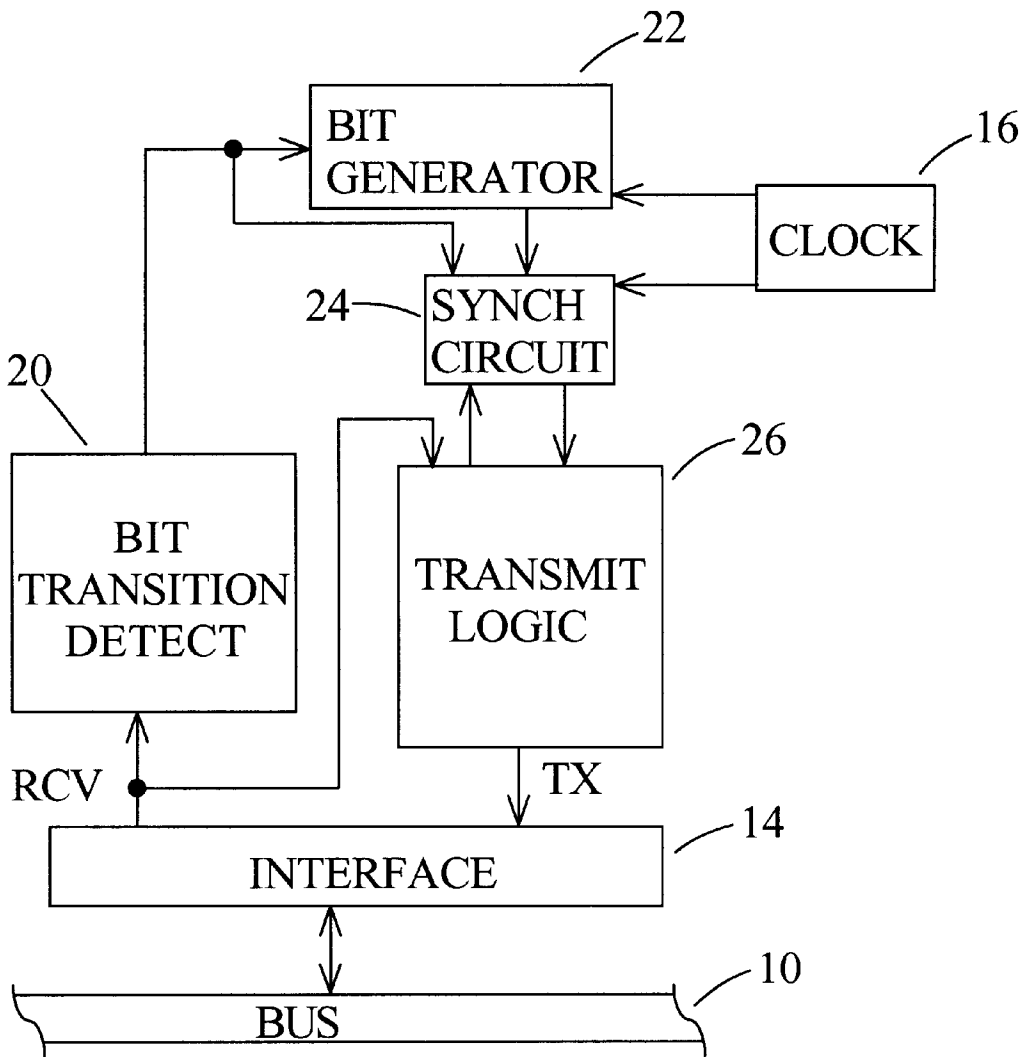 22
BIT
GENERATOR
16
CLOCK
24
SYNCH
CIRCUIT
20
BIT
TRANSITION
DETECT
26
TRANSMIT
LOGIC
RCV
TX
14
INTERFACE
10
BUS